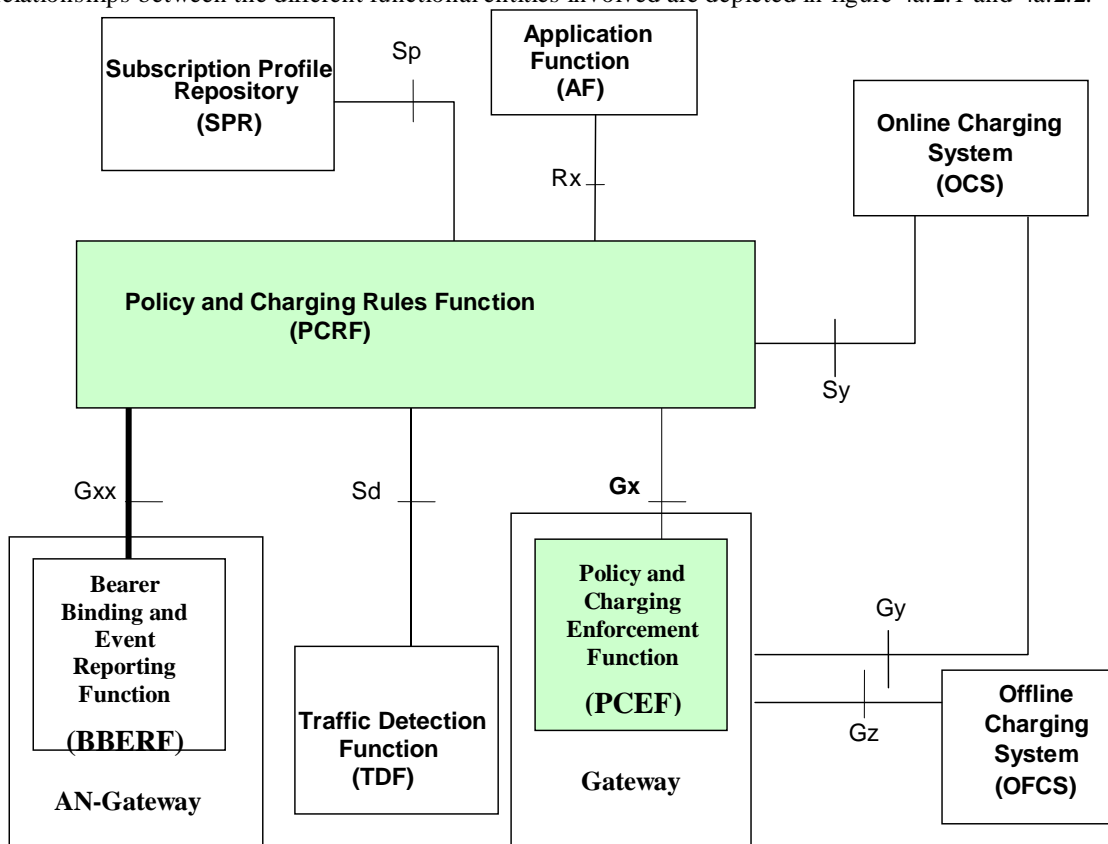 relationships between the different functional entities involved are depicted in figure 4a.2.1 and 4a.2.2.
Subscription Profile
Repository
(SPR)
Sp
Application
Function
(AF)
Online Charging
System
(OCS)
Rx
Policy and Charging Rules Function
(PCRF)
Sy
Gxx
Sd
Gx
Bearer
Binding and
Event
Reporting
Function
(BBERF)
AN-Gateway
Traffic Detection
Function
(TDF)
Policy and
Charging
Enforcement
Function
(PCEF)
Gateway
Gy
Gz
Offline
Charging
System
(OFCS)